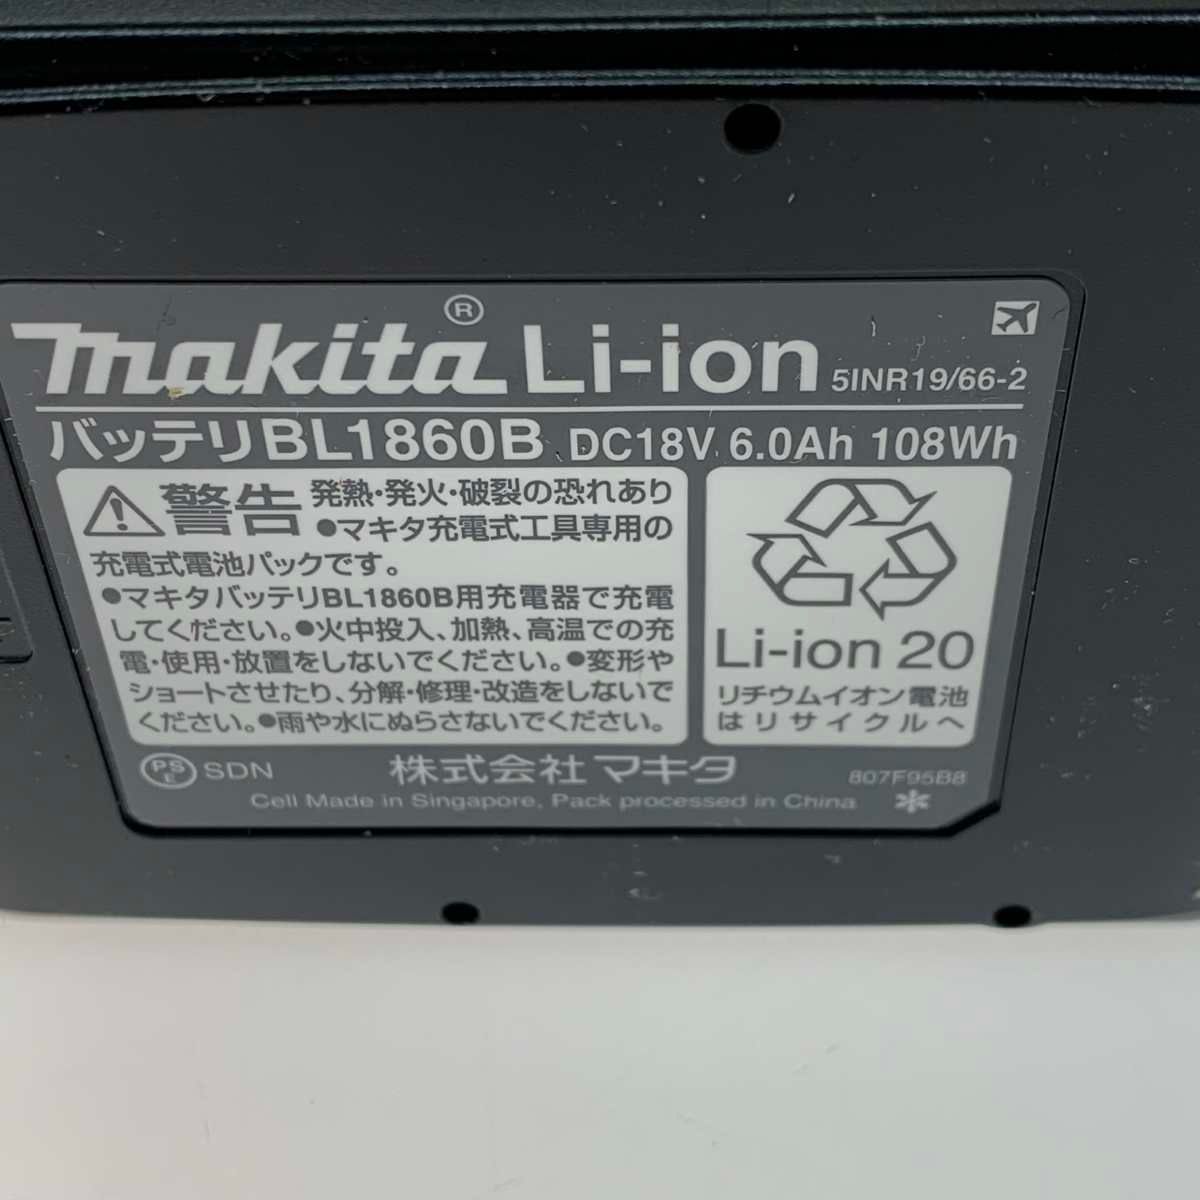 makita® Li-ion 5INR19/66-2
バッテリBL1860B DC18V 6.0Ah 108Wh
警告 発熱・発火・破裂の恐れあり
●マキタ充電式工具専用の
充電式電池パックです。
●マキタバッテリBL1860B用充電器で充電
してください。●火中投入、加熱、高温での充
電・使用・放置をしないでください。●変形や
ショートさせたり、分解・修理・改造をしないで
ください。●雨や水にぬらさないでください。
Li-ion 20
リチウムイオン電池
はリサイクルへ
PSE SDN 株式会社マキタ 807F95B8
Cell Made in Singapore, Pack processed in China